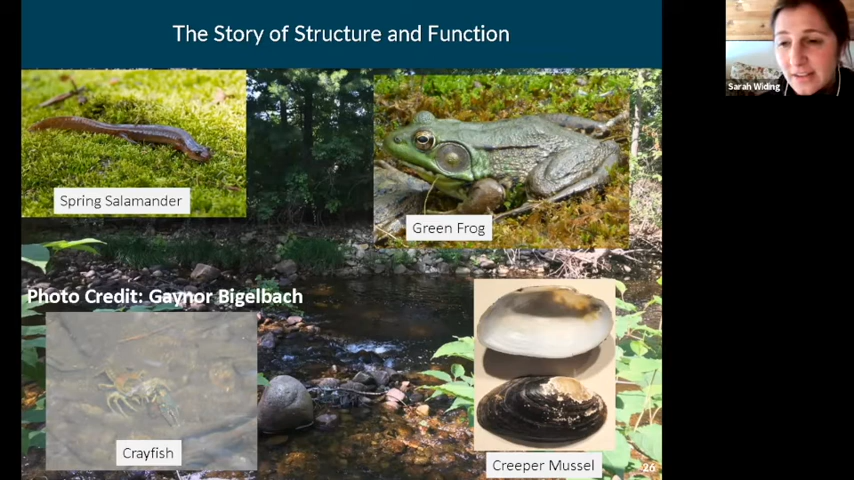 The Story of Structure and Function
Sarah Widing
Spring Salamander
Green Frog
Photo Credit: Gaynor Bigelbach
Crayfish
Creeper Mussel
26